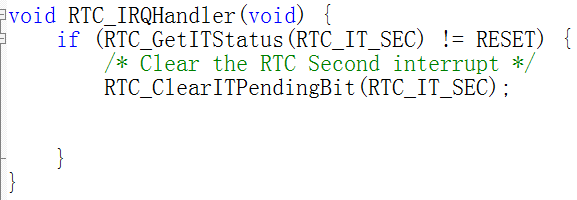 void RTC_IRQHandler(void) {
    if (RTC_GetITStatus(RTC_IT_SEC) != RESET) {
        /* Clear the RTC Second interrupt */
        RTC_ClearITPendingBit(RTC_IT_SEC);
    }
}